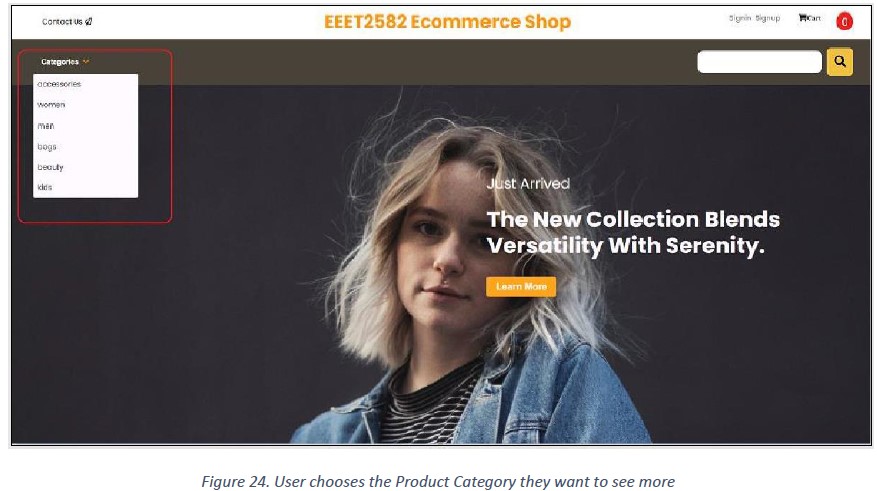 Contact Us
EEET2582 Ecommerce Shop
Signin Signup
Cart
0
Categories
accessories
women
men
bags
beauty
kids
Just Arrived
The New Collection Blends
Versatility With Serenity.
Learn More
Figure 24. User chooses the Product Category they want to see more